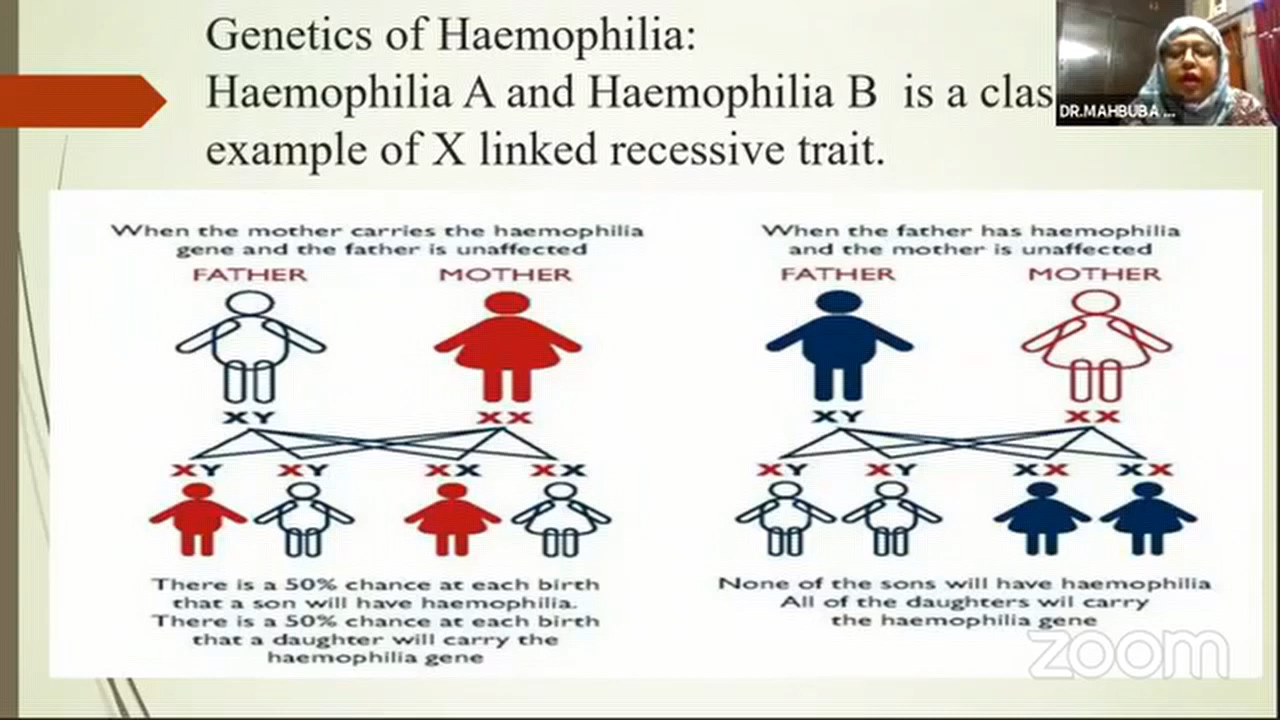 Genetics of Haemophilia:
Haemophilia A and Haemophilia B is a clas
example of X linked recessive trait.
DR.MAHBUBA ...
When the mother carries the haemophilia
gene and the father is unaffected
FATHER
MOTHER
XY
XX
XY
XY
XX
XX
There is a 50% chance at each birth
that a son will have haemophilia.
There is a 50% chance at each birth
that a daughter will carry the
haemophilia gene
When the father has haemophilia
and the mother is unaffected
FATHER
MOTHER
XY
XX
XY
XY
XX
XX
None of the sons will have haemophilia
All of the daughters wil carry
the haemophilia gene
zoom